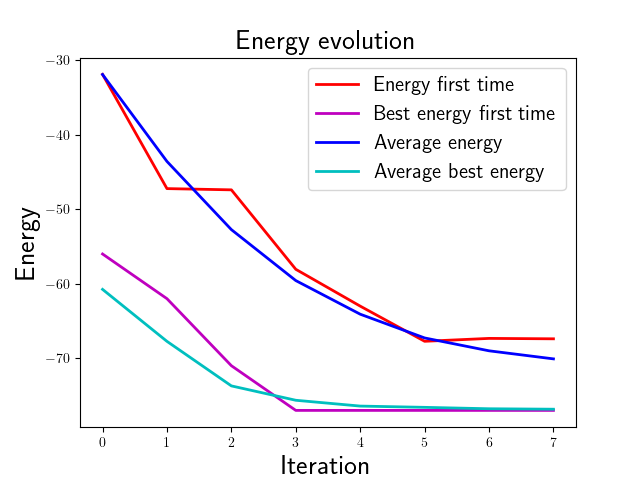 Energy evolution
Energy first time
Best energy first time
Average energy
Average best energy
−30
−40
−50
−60
−70
Energy
0 1 2 3 4 5 6 7
Iteration